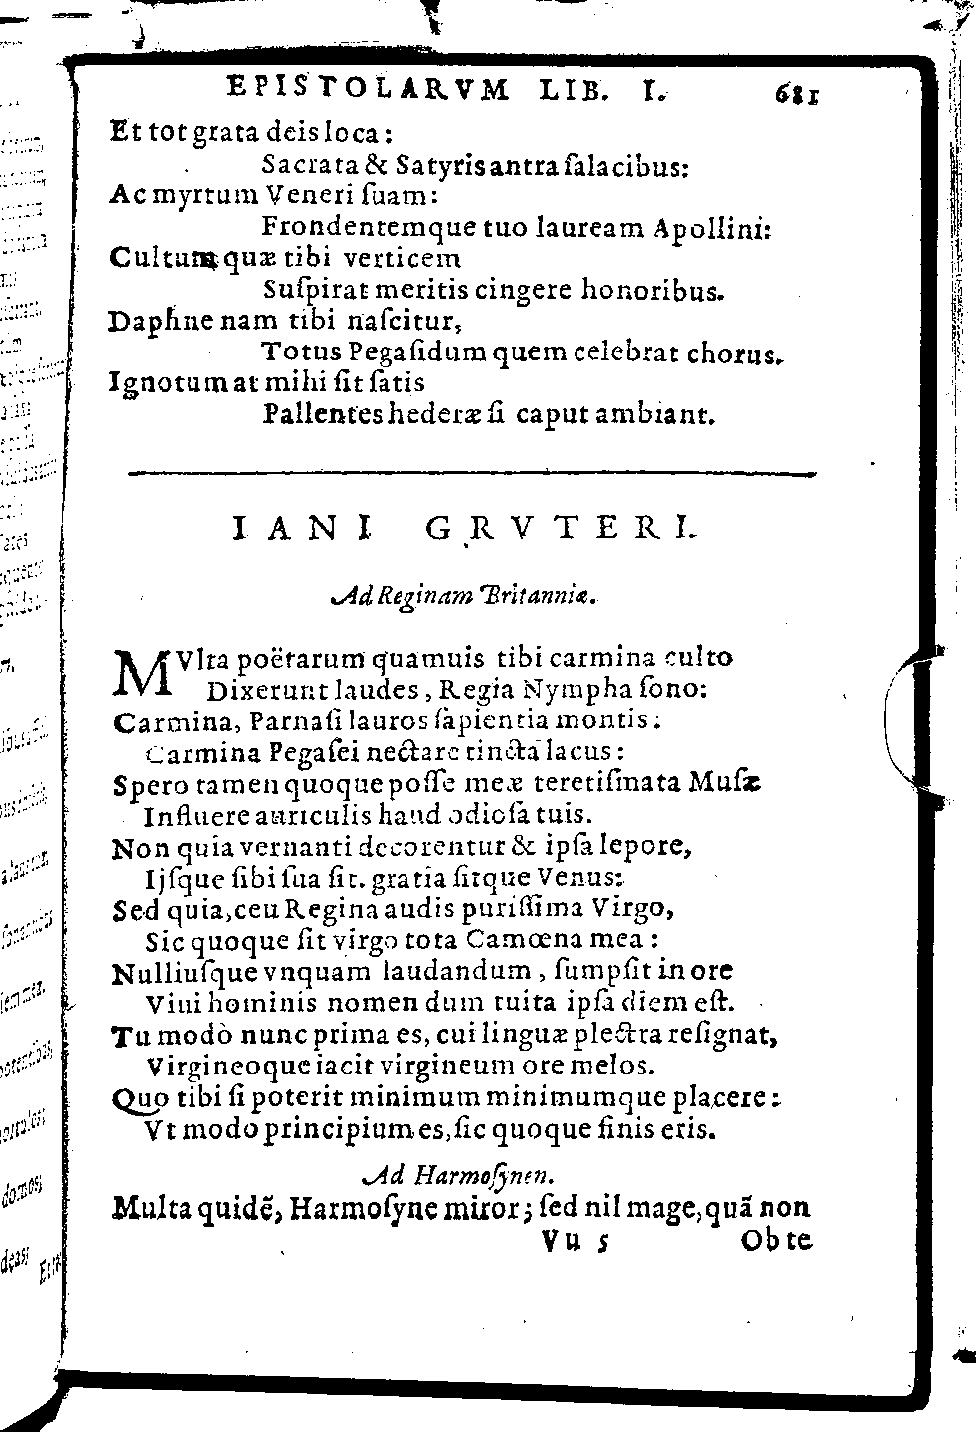 EPISTOLARVM LIB. I. 681
Et tot grata deis loca:
Sacrata & Satyris antra ſalacibus:
Ac myrtum Veneri ſuam:
Frondentemque tuo lauream Apollini:
Cultum quæ tibi verticem
Suſpirat meritis cingere honoribus.
Daphne nam tibi naſcitur,
Totus Pegaſidum quem celebrat chorus.
Ignotum at mihi ſit ſatis
Pallentes hederæ ſi caput ambiant.
IANI GRVTERI.
Ad Reginam Britanniæ.
MVlta poëtarum quamuis tibi carmina culto
Dixerunt laudes, Regia Nympha ſono:
Carmina, Parnaſi lauros ſapientia montis:
Carmina Pegaſei nectare tincta lacus:
Spero tamen quoque poſſe meæ teretiſmata Muſæ
Influere auriculis haud odioſa tuis.
Non quia vernanti decorentur & ipſa lepore,
Ijſque ſibi ſua ſit. gratia ſitque Venus:
Sed quia, ceu Regina audis puriſſima Virgo,
Sic quoque ſit virgo tota Camœna mea:
Nulliuſque vnquam laudandum, ſumpſit in ore
Viui hominis nomen dum tuita ipſa diem eſt.
Tu modò nunc prima es, cui linguæ plectra reſignat,
Virgineoque iacit virgineum ore melos.
Quo tibi ſi poterit minimum minimumque placere:
Vt modo principium es, ſic quoque finis eris.
Ad Harmoſynen.
Multa quidẽ, Harmoſyne miror; ſed nil mage, quã non
Vu 5 Ob te